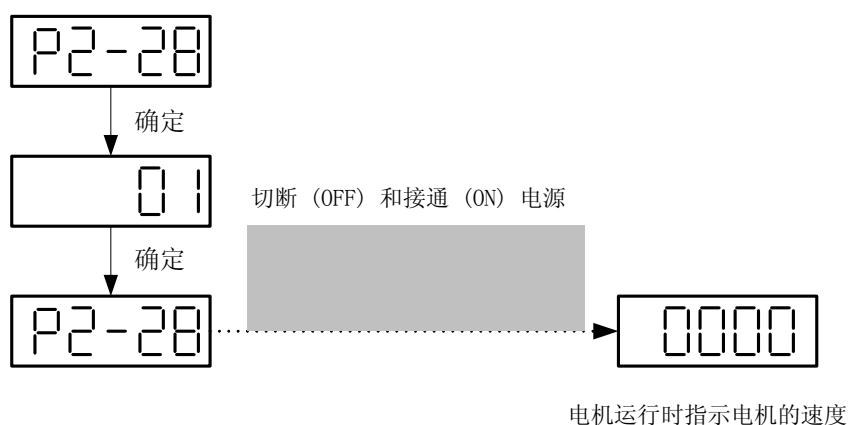 P2-28
确定
01
切断 (OFF) 和接通 (ON) 电源
确定
P2-28
0000
电机运行时指示电机的速度